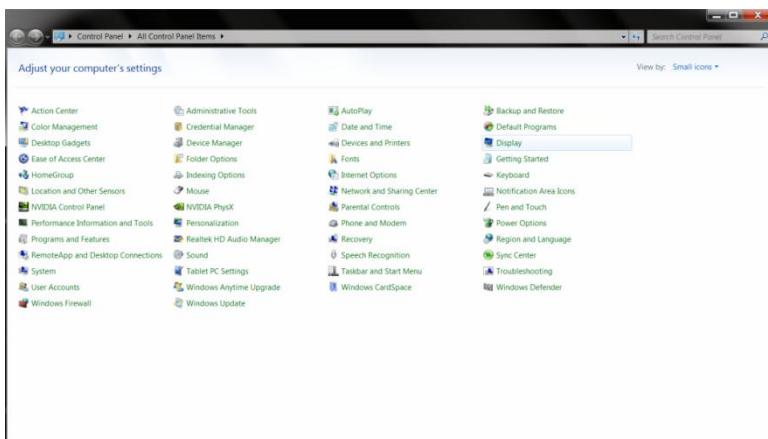 Control Panel All Control Panel Items Search Control Panel
Adjust your computer's settings View by: Small icons
Action Center Administrative Tools AutoPlay Backup and Restore
Color Management Credential Manager Date and Time Default Programs
Desktop Gadgets Device Manager Devices and Printers Display
Ease of Access Center Folder Options Fonts Getting Started
HomeGroup Indexing Options Internet Options Keyboard
Location and Other Sensors Mouse Network and Sharing Center Notification Area Icons
NVIDIA Control Panel NVIDIA PhysX Parental Controls Pen and Touch
Performance Information and Tools Personalization Phone and Modem Power Options
Programs and Features Realtek HD Audio Manager Recovery Region and Language
RemoteApp and Desktop Connections Sound Speech Recognition Sync Center
System Tablet PC Settings Taskbar and Start Menu Troubleshooting
User Accounts Windows Anytime Upgrade Windows CardSpace Windows Defender
Windows Firewall Windows Update